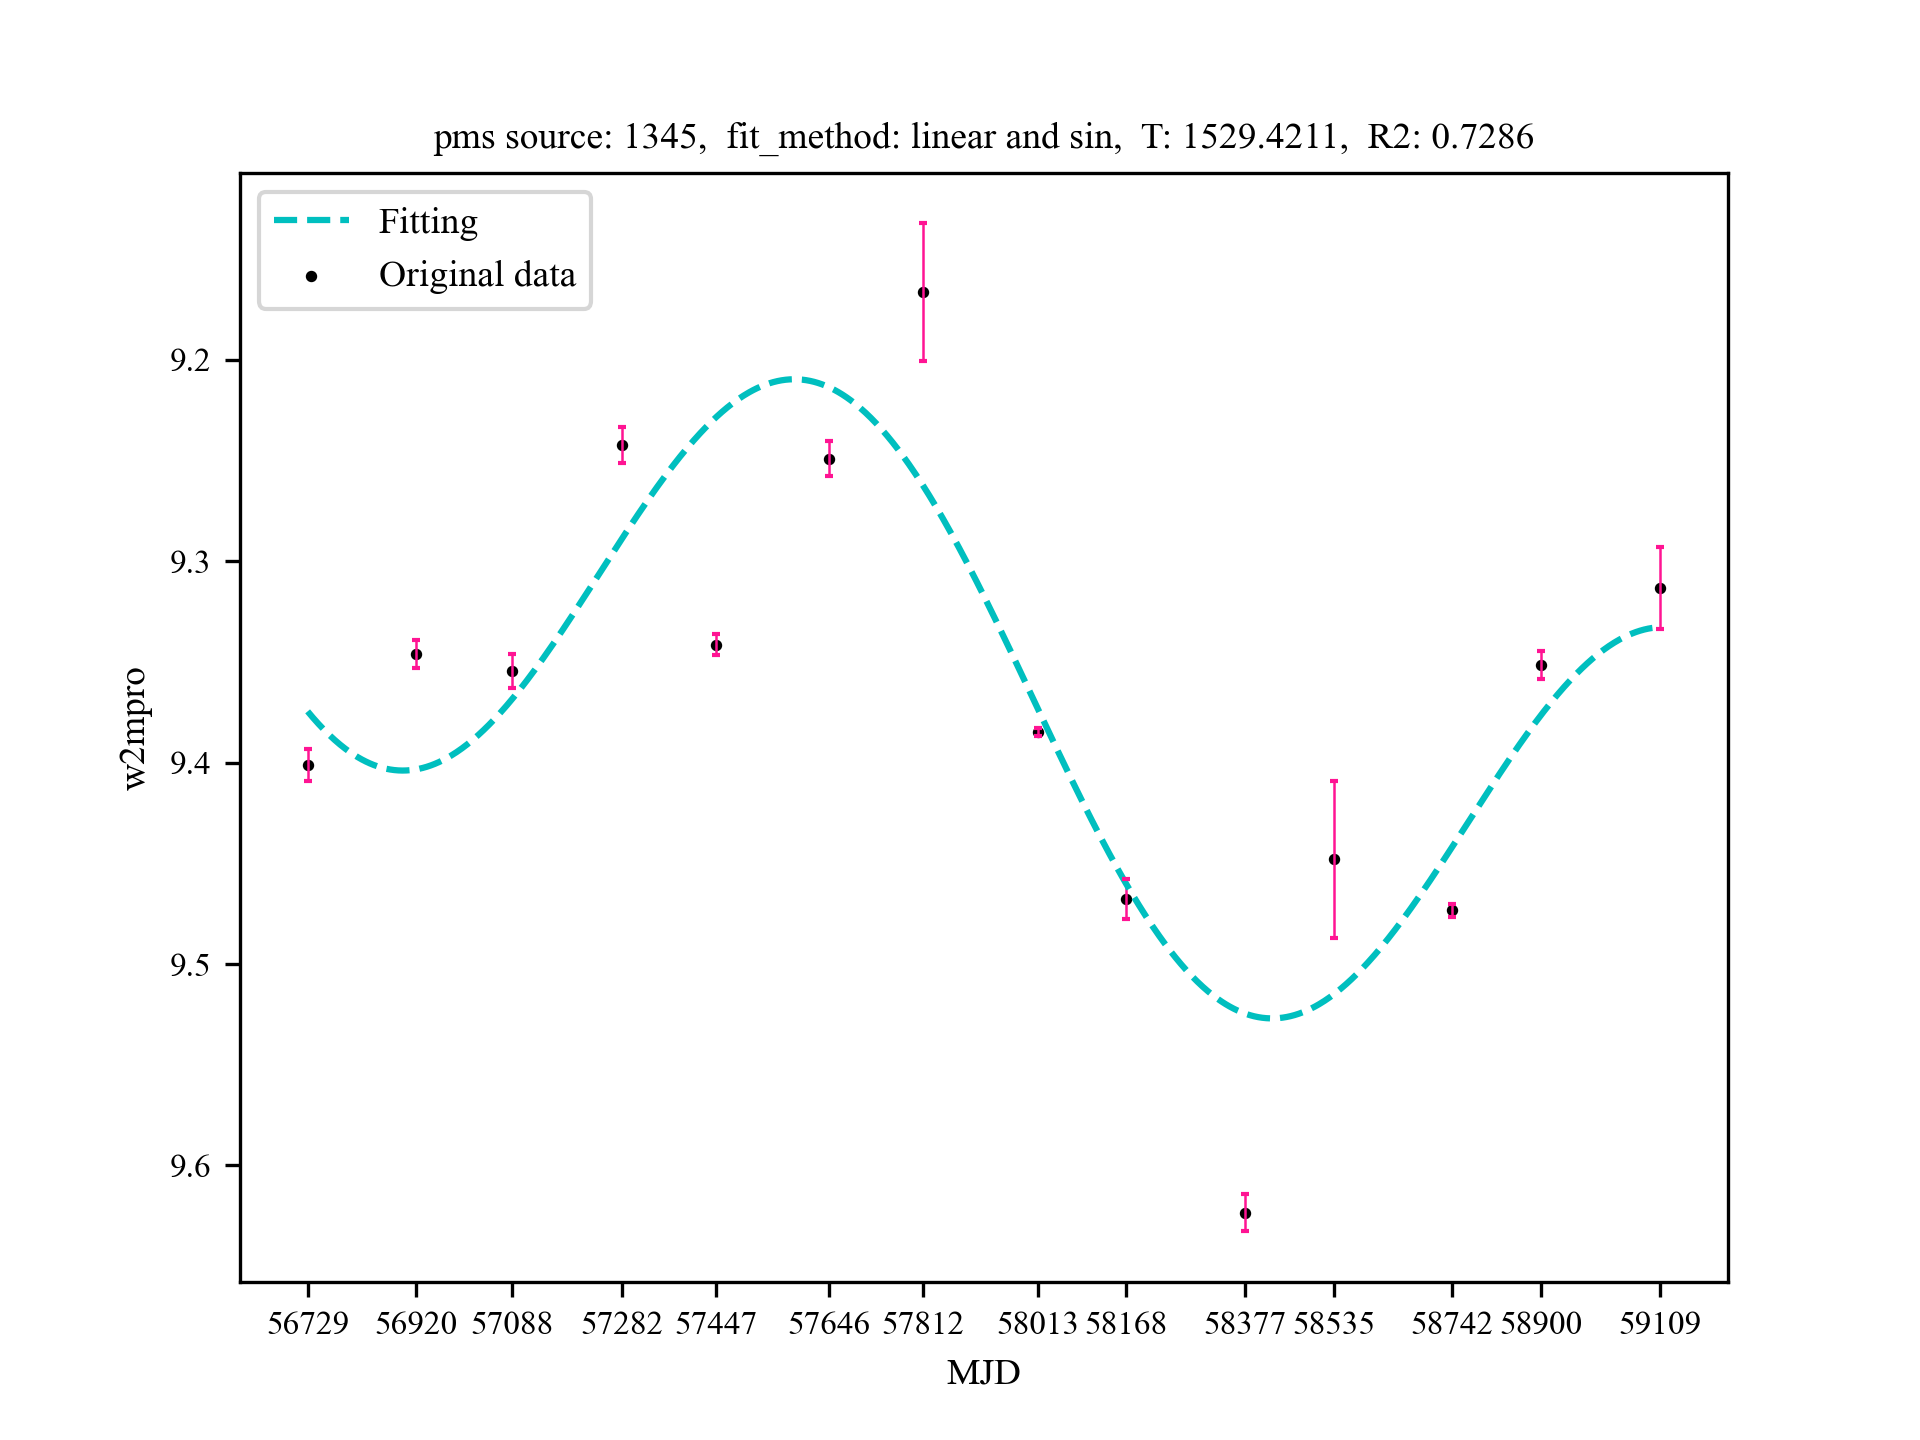 pms source: 1345,  fit_method: linear and sin,  T: 1529.4211,  R2: 0.7286
Fitting
Original data
9.2
9.3
9.4
9.5
9.6
w2mpro
56729 56920 57088 57282 57447 57646 57812 58013 58168 58377 58535 58742 58900 59109
MJD